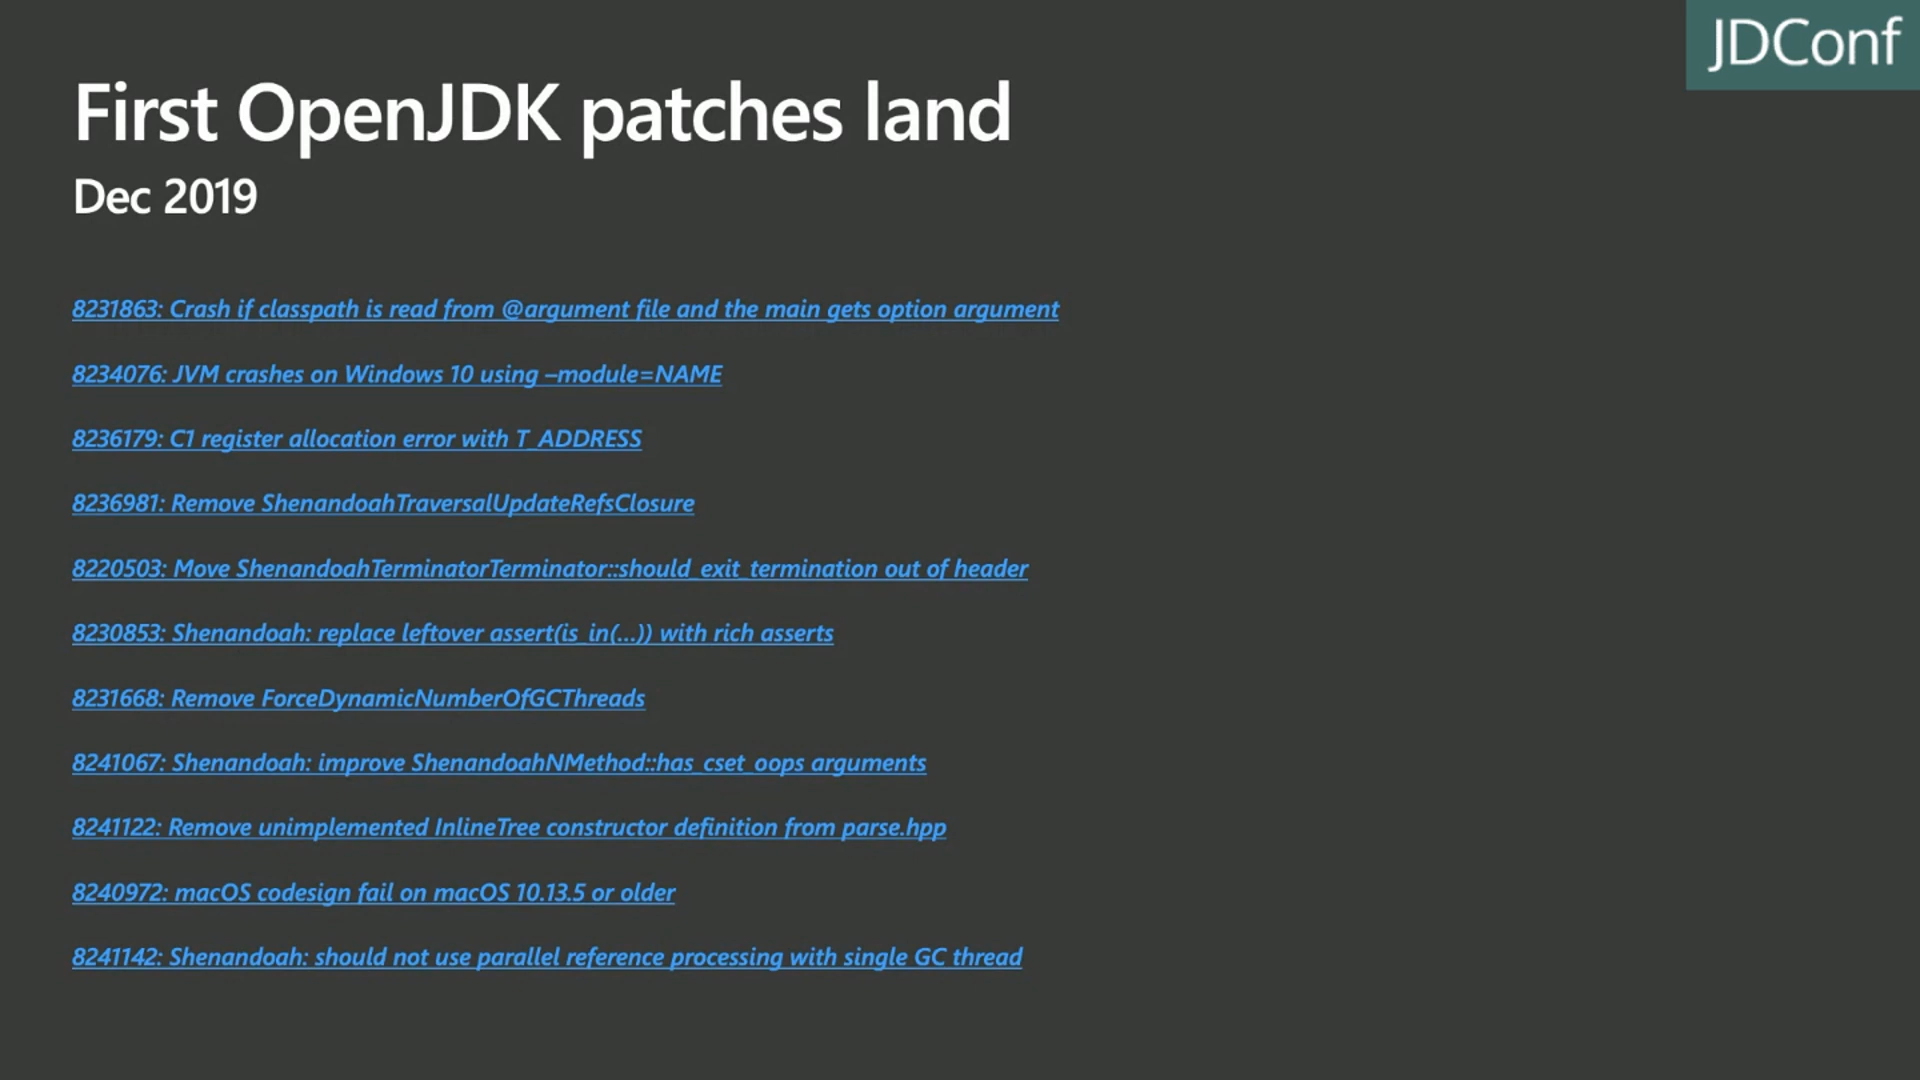 JDConf
First OpenJDK patches land
Dec 2019
8231863: Crash if classpath is read from @argument file and the main gets option argument
8234076: JVM crashes on Windows 10 using –module=NAME
8236179: C1 register allocation error with T_ADDRESS
8236981: Remove ShenandoahTraversalUpdateRefsClosure
8220503: Move ShenandoahTerminatorTerminator::should_exit_termination out of header
8230853: Shenandoah: replace leftover assert(is_in(...)) with rich asserts
8231668: Remove ForceDynamicNumberOfGCThreads
8241067: Shenandoah: improve ShenandoahNMethod::has_cset_oops arguments
8241122: Remove unimplemented InlineTree constructor definition from parse.hpp
8240972: macOS codesign fail on macOS 10.13.5 or older
8241142: Shenandoah: should not use parallel reference processing with single GC thread